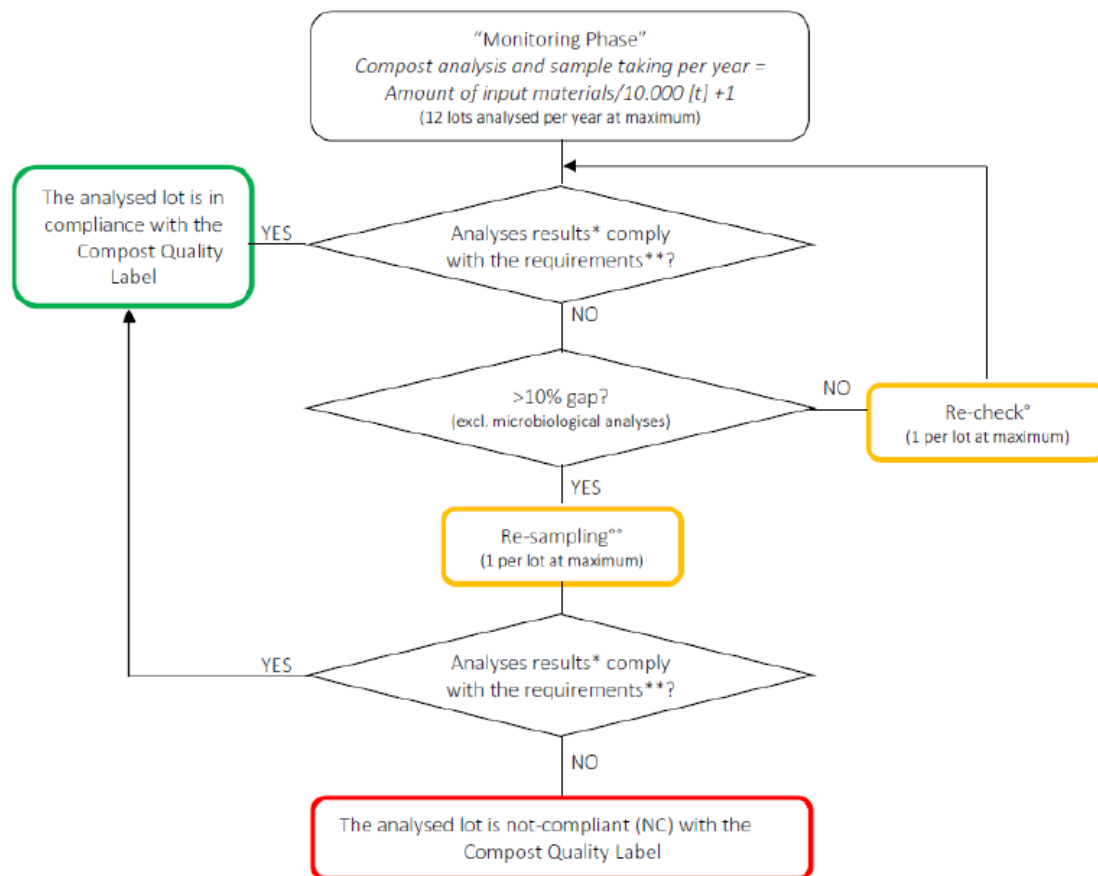 “Monitoring Phase”
Compost analysis and sample taking per year =
Amount of input materials/10.000 [t] +1
(12 lots analysed per year at maximum)
The analysed lot is in
compliance with the
Compost Quality
Label
YES
Analyses results* comply
with the requirements**?
NO
>10% gap?
(excl. microbiological analyses)
NO
Re-check°
(1 per lot at maximum)
YES
Re-sampling°°
(1 per lot at maximum)
YES
Analyses results* comply
with the requirements**?
NO
The analysed lot is not-compliant (NC) with the
Compost Quality Label